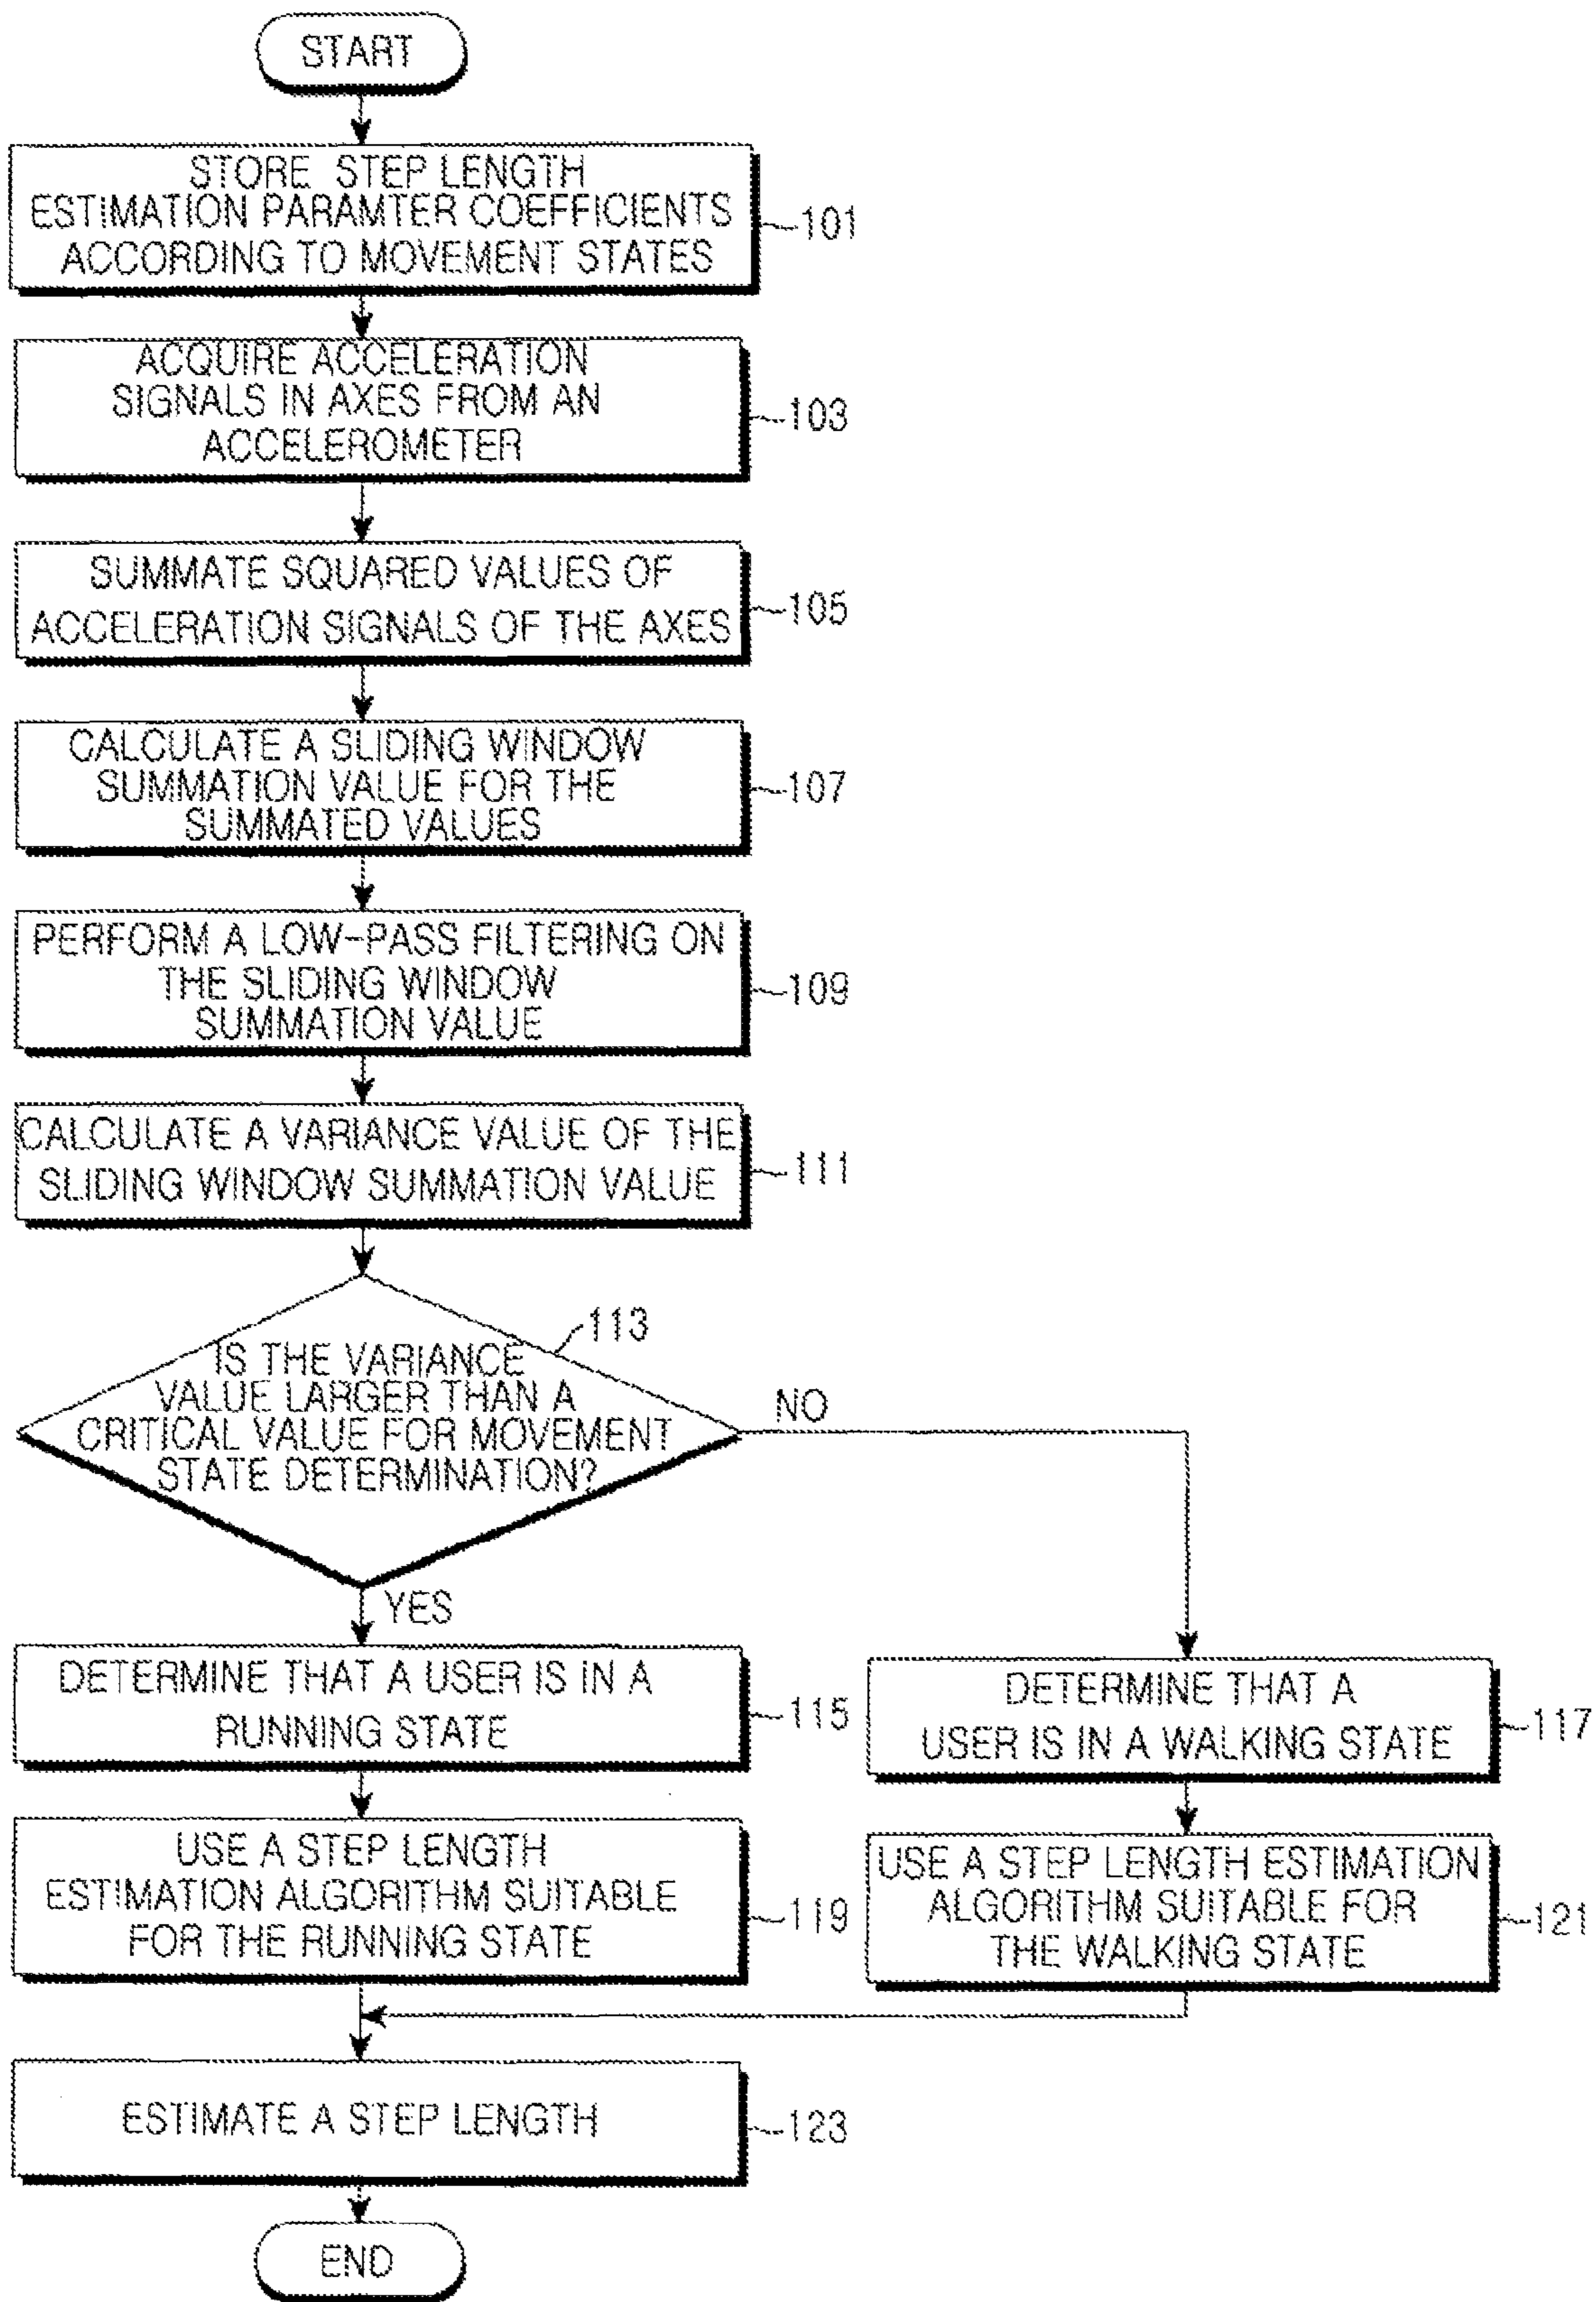 START
STORE STEP LENGTH
ESTIMATION PARAMTER COEFFICIENTS
ACCORDING TO MOVEMENT STATES
101
ACQUIRE ACCELERATION
SIGNALS IN AXES FROM AN
ACCELEROMETER
103
SUMMATE SQUARED VALUES OF
ACCELERATION SIGNALS OF THE AXES
105
CALCULATE A SLIDING WINDOW
SUMMATION VALUE FOR THE
SUMMATED VALUES
107
PERFORM A LOW-PASS FILTERING ON
THE SLIDING WINDOW
SUMMATION VALUE
109
CALCULATE A VARIANCE VALUE OF THE
SLIDING WINDOW SUMMATION VALUE
111
113
IS THE VARIANCE
VALUE LARGER THAN A
CRITICAL VALUE FOR MOVEMENT
STATE DETERMINATION?
NO
YES
DETERMINE THAT A USER IS IN A
RUNNING STATE
115
DETERMINE THAT A
USER IS IN A WALKING STATE
117
USE A STEP LENGTH
ESTIMATION ALGORITHM SUITABLE
FOR THE RUNNING STATE
119
USE A STEP LENGTH ESTIMATION
ALGORITHM SUITABLE FOR
THE WALKING STATE
121
ESTIMATE A STEP LENGTH
123
END